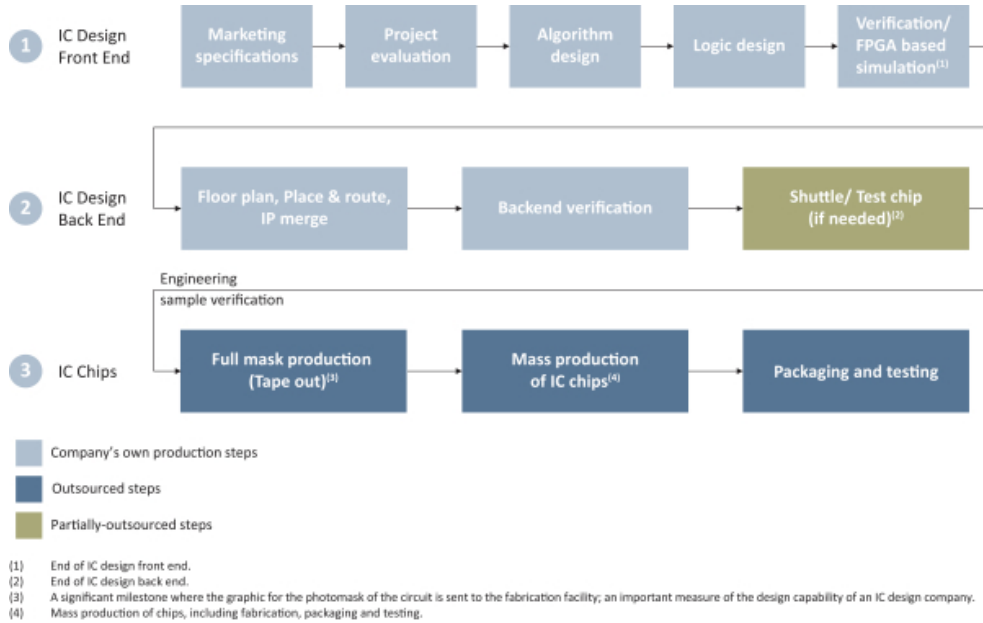 1
IC Design
Front End
Marketing
specifications
Project
evaluation
Algorithm
design
Logic design
Verification/
FPGA based
simulation(1)
2
IC Design
Back End
Floor plan, Place & route,
IP merge
Backend verification
Shuttle/ Test chip
(if needed)(2)
Engineering
sample verification
3
IC Chips
Full mask production
(Tape out)(3)
Mass production
of IC chips(4)
Packaging and testing
Company's own production steps
Outsourced steps
Partially-outsourced steps
(1) End of IC design front end.
(2) End of IC design back end.
(3) A significant milestone where the graphic for the photomask of the circuit is sent to the fabrication facility; an important measure of the design capability of an IC design company.
(4) Mass production of chips, including fabrication, packaging and testing.